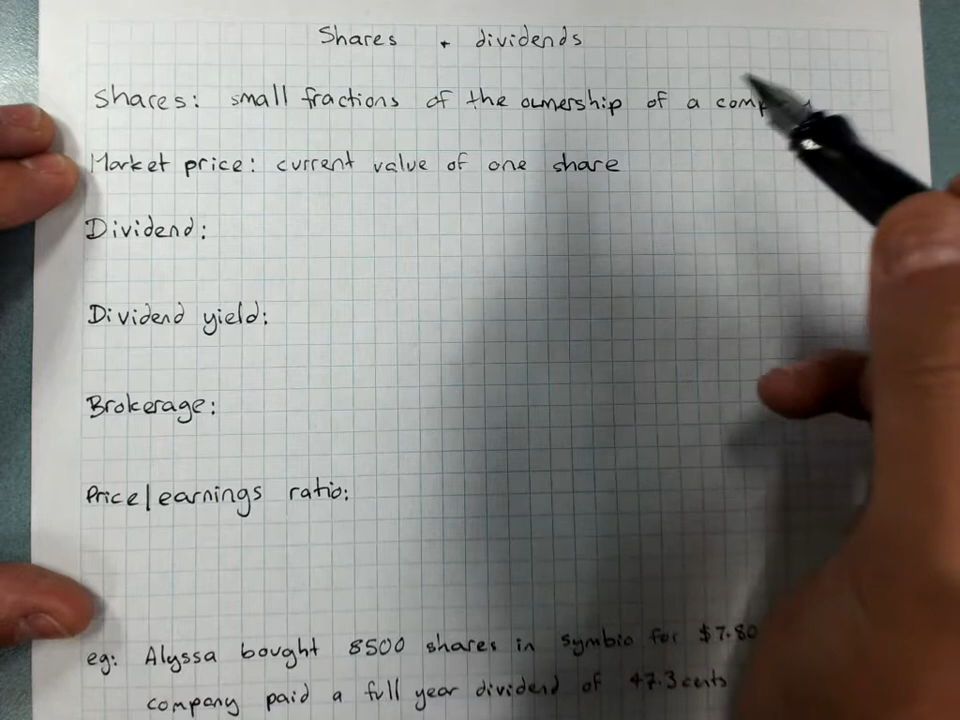 Shares + dividends
Shares: small fractions of the ownership of a
Market price: current value of one share
Dividend:
Dividend yield:
Brokerage:
Price/earnings ratio:
eg: Alyssa bought 8500 shares in Symbio for $7.80
company paid a full year dividend of 47.3 cents